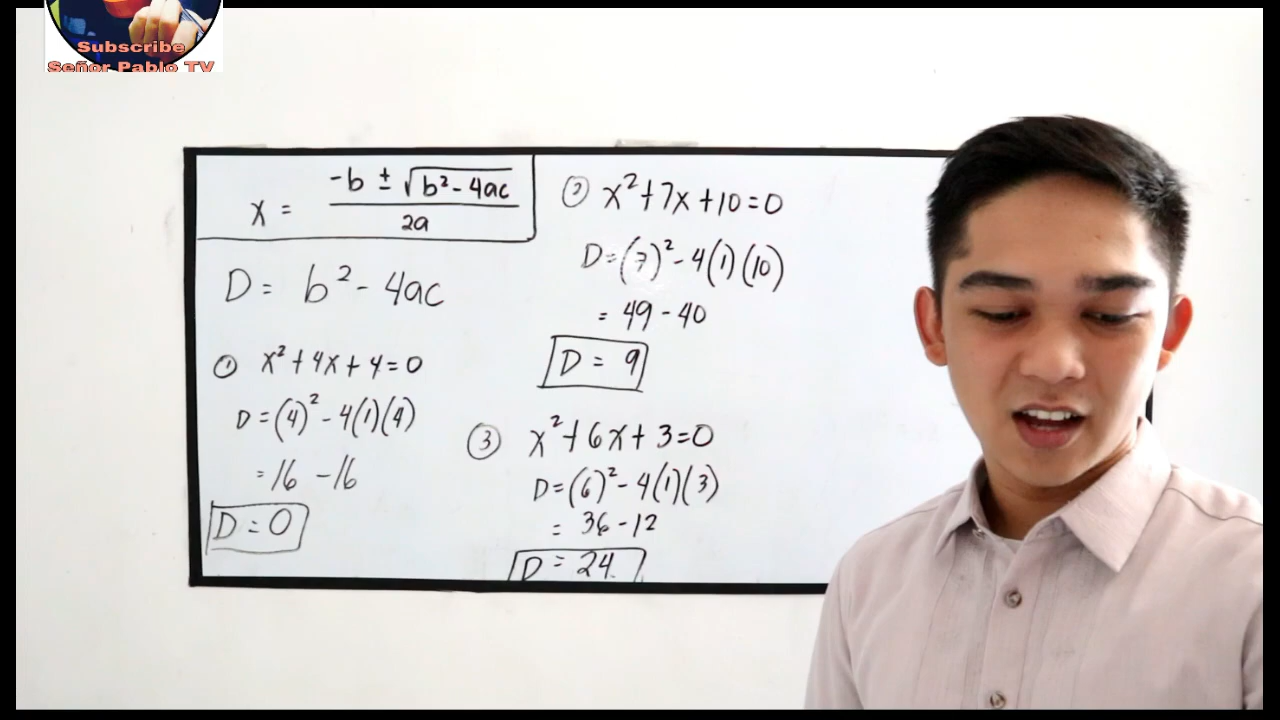 Subscribe
Señor Pablo TV
x = -b ± √b² - 4ac / 2a
D = b² - 4ac
① x² + 4x + 4 = 0
D = (4)² - 4(1)(4)
= 16 - 16
D = 0
② x² + 7x + 10 = 0
D = (7)² - 4(1)(10)
= 49 - 40
D = 9
③ x² + 6x + 3 = 0
D = (6)² - 4(1)(3)
= 36 - 12
D = 24